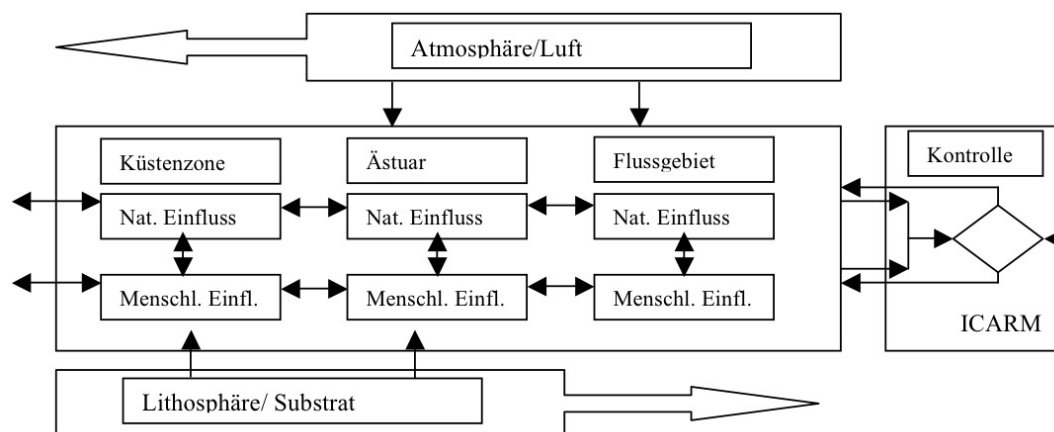 Atmosphäre/Luft
Küstenzone
Ästuar
Flussgebiet
Kontrolle
Nat. Einfluss
Nat. Einfluss
Nat. Einfluss
Menschl. Einfl.
Menschl. Einfl.
Menschl. Einfl.
ICARM
Lithosphäre/ Substrat